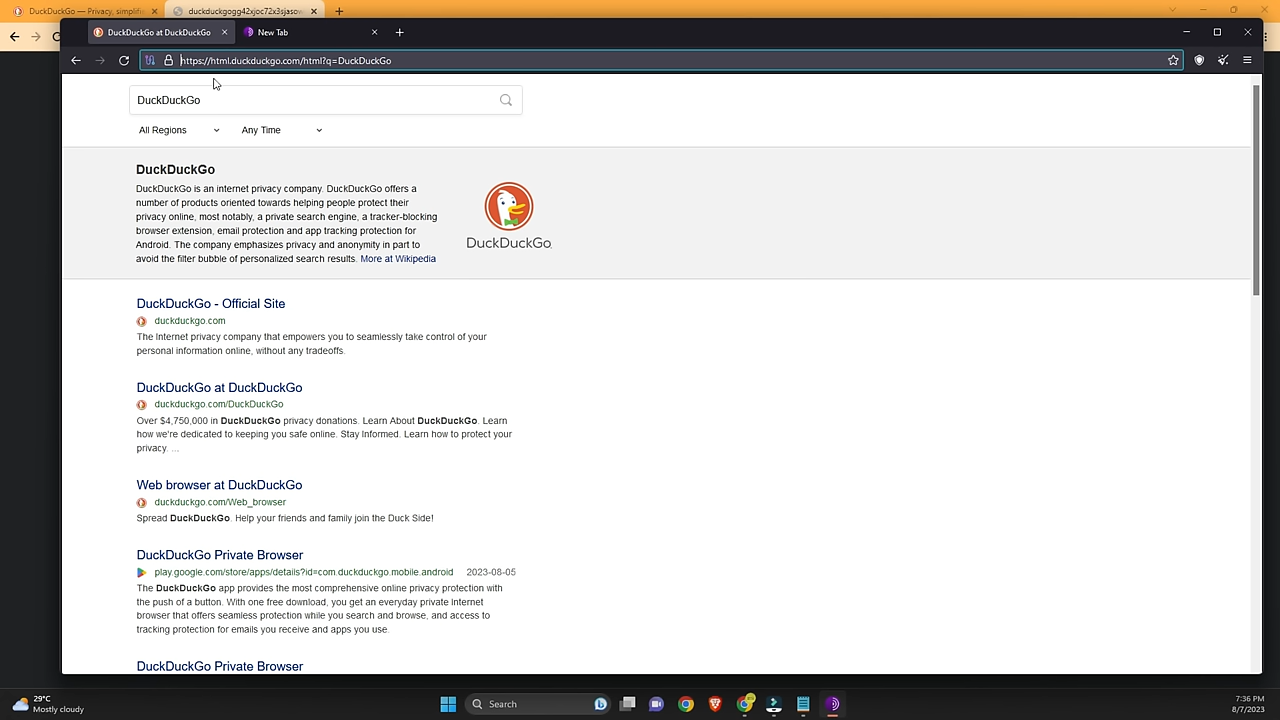 DuckDuckGo — Privacy, simplifi
duckduckgogg42xjoc72x3sjasow
DuckDuckGo at DuckDuckGo
New Tab
https://html.duckduckgo.com/html?q=DuckDuckGo
DuckDuckGo
All Regions
Any Time
DuckDuckGo
DuckDuckGo is an internet privacy company. DuckDuckGo offers a
number of products oriented towards helping people protect their
privacy online, most notably, a private search engine, a tracker-blocking
browser extension, email protection and app tracking protection for
Android. The company emphasizes privacy and anonymity in part to
avoid the filter bubble of personalized search results. More at Wikipedia
DuckDuckGo.
DuckDuckGo - Official Site
duckduckgo.com
The Internet privacy company that empowers you to seamlessly take control of your
personal information online, without any tradeoffs.
DuckDuckGo at DuckDuckGo
duckduckgo.com/DuckDuckGo
Over $4,750,000 in DuckDuckGo privacy donations. Learn About DuckDuckGo. Learn
how we're dedicated to keeping you safe online. Stay Informed. Learn how to protect your
privacy. ...
Web browser at DuckDuckGo
duckduckgo.com/Web_browser
Spread DuckDuckGo. Help your friends and family join the Duck Side!
DuckDuckGo Private Browser
play.google.com/store/apps/details?id=com.duckduckgo.mobile.android 2023-08-05
The DuckDuckGo app provides the most comprehensive online privacy protection with
the push of a button. With one free download, you get an everyday private Internet
browser that offers seamless protection while you search and browse, and access to
tracking protection for emails you receive and apps you use.
DuckDuckGo Private Browser
29°C
Mostly cloudy
Search
7:36 PM
8/7/2023